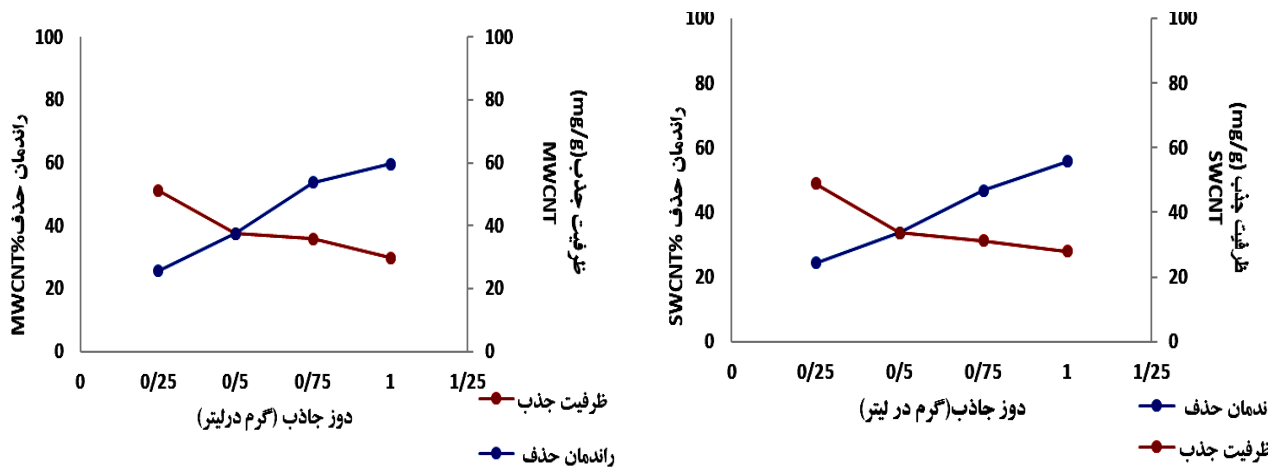 100
80
60
40
20
0
راندمان حذف%MWCNT
100
80
60
40
20
0
ظرفیت جذب(mg/g)
MWCNT
0 0/25 0/5 0/75 1 1/25
دوز جاذب (گرم درلیتر)
ظرفیت جذب
راندمان حذف
100
80
60
40
20
0
راندمان حذف %SWCNT
100
80
60
40
20
0
ظرفیت جذب (mg/g)
SWCNT
0 0/25 0/5 0/75 1 1/25
دوز جاذب(گرم در لیتر)
ندمان حذف
ظرفیت جذب